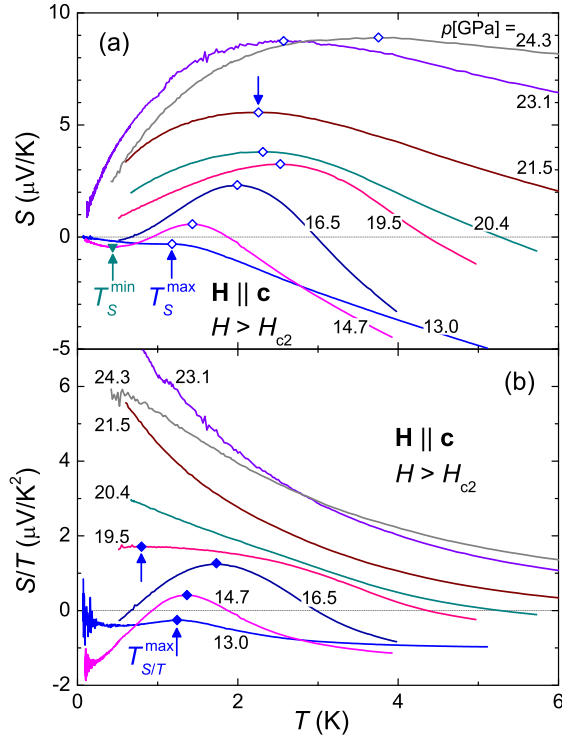 (a)
p[GPa] =
24.3
23.1
21.5
20.4
19.5
16.5
14.7
13.0
T_S^min
T_S^max
H || c
H > H_c2
S (μV/K)
10
5
0
-5
(b)
24.3
23.1
21.5
20.4
19.5
16.5
14.7
13.0
H || c
H > H_c2
T_S/T^max
S/T (μV/K²)
6
4
2
0
-2
0
2
4
6
T (K)